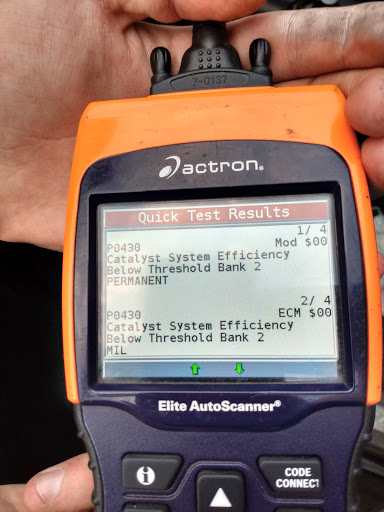 7-0137
actron®
Quick Test Results
1/ 4
P0430 Mod $00
Catalyst System Efficiency
Below Threshold Bank 2
PERMANENT
2/ 4
P0430 ECM $00
Catalyst System Efficiency
Below Threshold Bank 2
MIL
Elite AutoScanner®
i
CODE
CONNECT